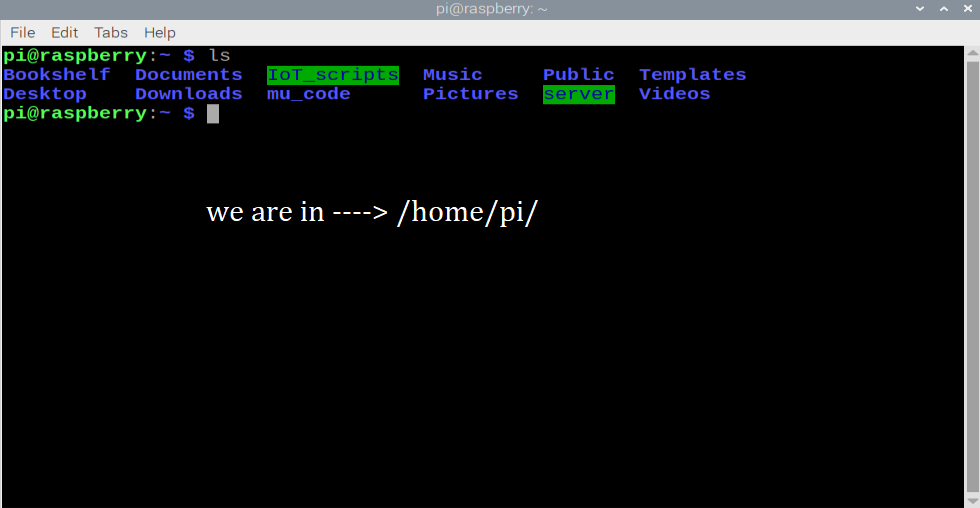 pi@raspberry: ~
File Edit Tabs Help
pi@raspberry:~ $ ls
Bookshelf Documents IoT_scripts Music Public Templates
Desktop Downloads mu_code Pictures server Videos
pi@raspberry:~ $
we are in ----> /home/pi/